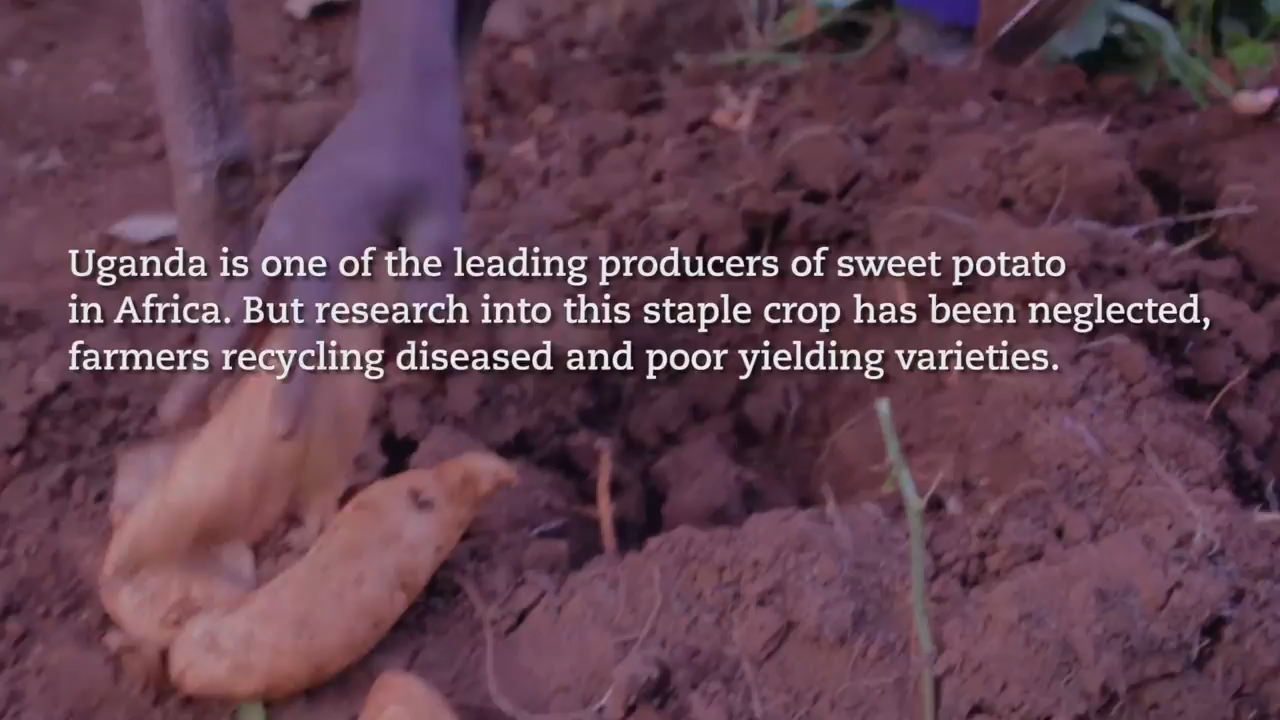 Uganda is one of the leading producers of sweet potato
in Africa. But research into this staple crop has been neglected,
farmers recycling diseased and poor yielding varieties.